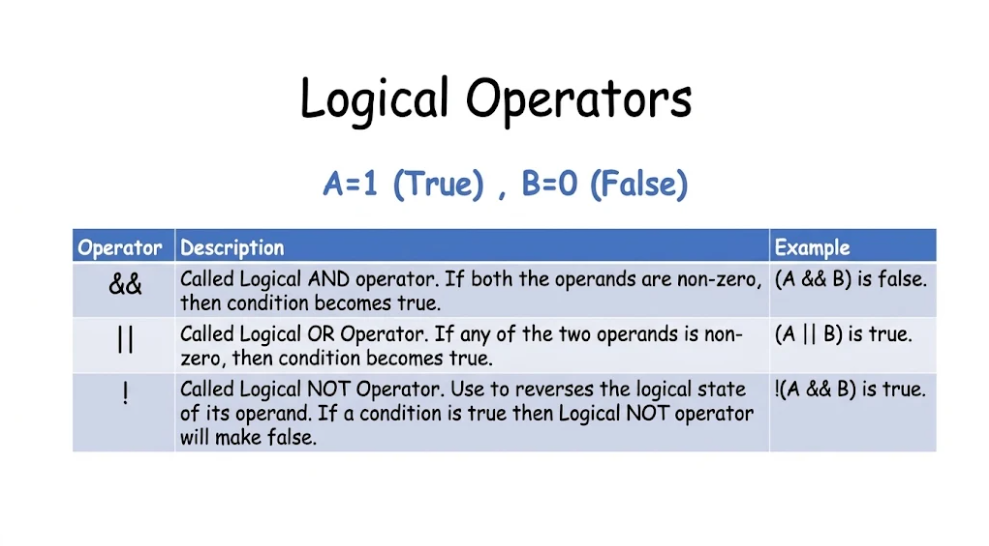 Logical Operators
A=1 (True) , B=0 (False)
Operator Description Example
&& Called Logical AND operator. If both the operands are non-zero, (A && B) is false.
then condition becomes true.
|| Called Logical OR Operator. If any of the two operands is non- (A || B) is true.
zero, then condition becomes true.
! Called Logical NOT Operator. Use to reverses the logical state !(A && B) is true.
of its operand. If a condition is true then Logical NOT operator
will make false.